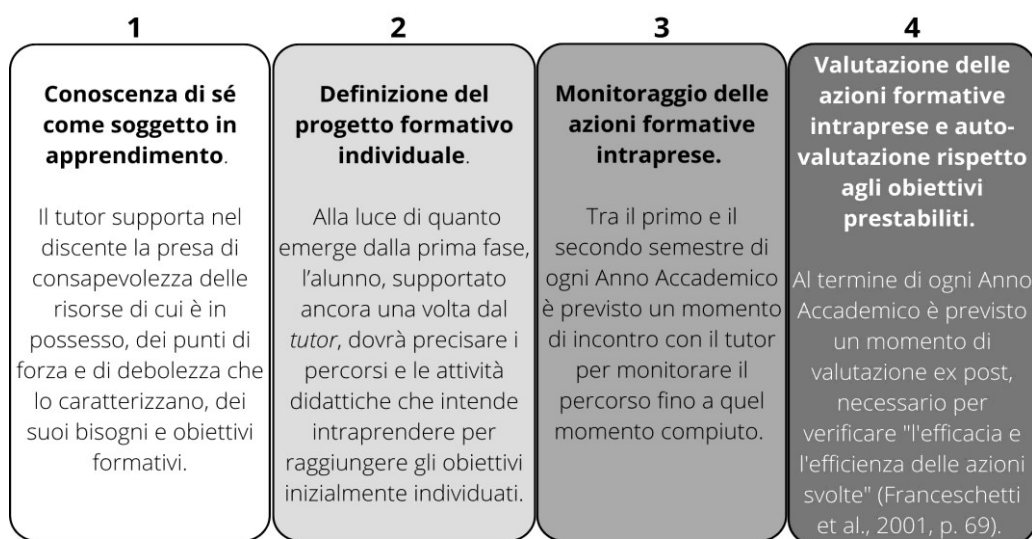 1
Conoscenza di sé
come soggetto in
apprendimento.
Il tutor supporta nel
discente la presa di
consapevolezza delle
risorse di cui è in
possesso, dei punti di
forza e di debolezza che
lo caratterizzano, dei
suoi bisogni e obiettivi
formativi.
2
Definizione del
progetto formativo
individuale.
Alla luce di quanto
emerge dalla prima fase,
l'alunno, supportato
ancora una volta dal
tutor, dovrà precisare i
percorsi e le attività
didattiche che intende
intraprendere per
raggiungere gli obiettivi
inizialmente individuati.
3
Monitoraggio delle
azioni formative
intraprese.
Tra il primo e il
secondo semestre di
ogni Anno Accademico
è previsto un momento
di incontro con il tutor
per monitorare il
percorso fino a quel
momento compiuto.
4
Valutazione delle
azioni formative
intraprese e auto-
valutazione rispetto
agli obiettivi
prestabiliti.
Al termine di ogni Anno
Accademico è previsto
un momento di
valutazione ex post,
necessario per
verificare "l'efficacia e
l'efficienza delle azioni
svolte" (Franceschetti
et al., 2001, p. 69).